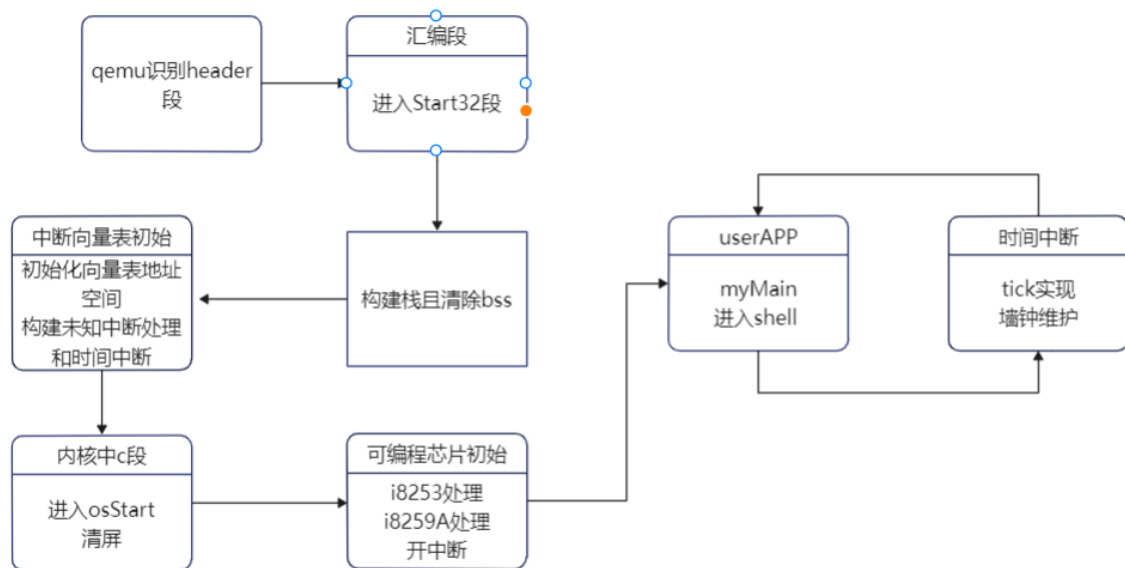 qemu识别header
段
汇编段
进入Start32段
构建栈且清除bss
中断向量表初始
初始化向量表地址
空间
构建未知中断处理
和时间中断
内核中c段
进入osStart
清屏
可编程芯片初始
i8253处理
i8259A处理
开中断
userAPP
myMain
进入shell
时间中断
tick实现
墙钟维护